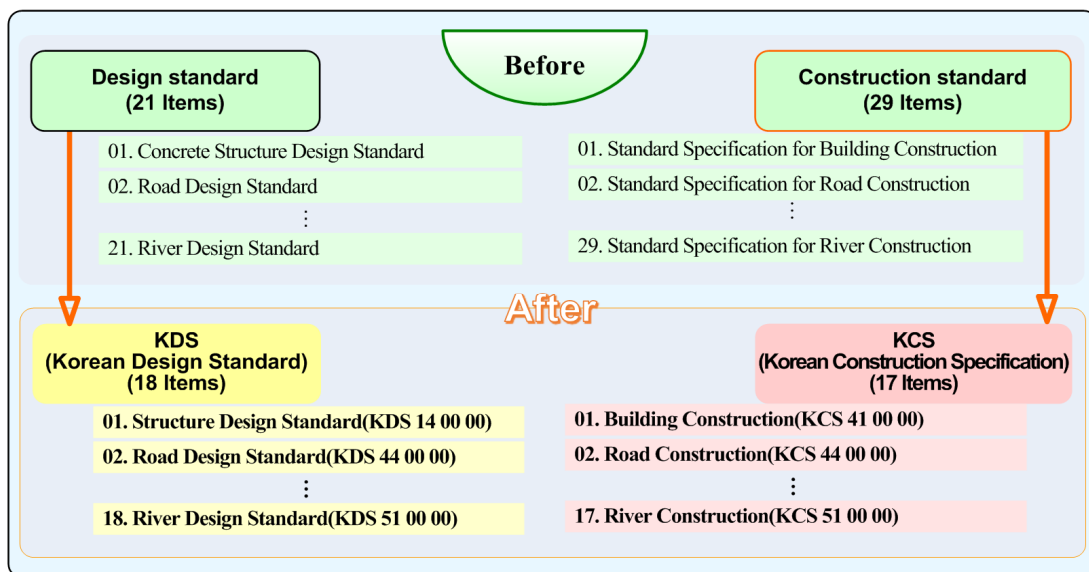 Before
Design standard
(21 Items)
Construction standard
(29 Items)
01. Concrete Structure Design Standard
02. Road Design Standard
⋮
21. River Design Standard
01. Standard Specification for Building Construction
02. Standard Specification for Road Construction
⋮
29. Standard Specification for River Construction
After
KDS
(Korean Design Standard)
(18 Items)
KCS
(Korean Construction Specification)
(17 Items)
01. Structure Design Standard(KDS 14 00 00)
02. Road Design Standard(KDS 44 00 00)
⋮
18. River Design Standard(KDS 51 00 00)
01. Building Construction(KCS 41 00 00)
02. Road Construction(KCS 44 00 00)
⋮
17. River Construction(KCS 51 00 00)